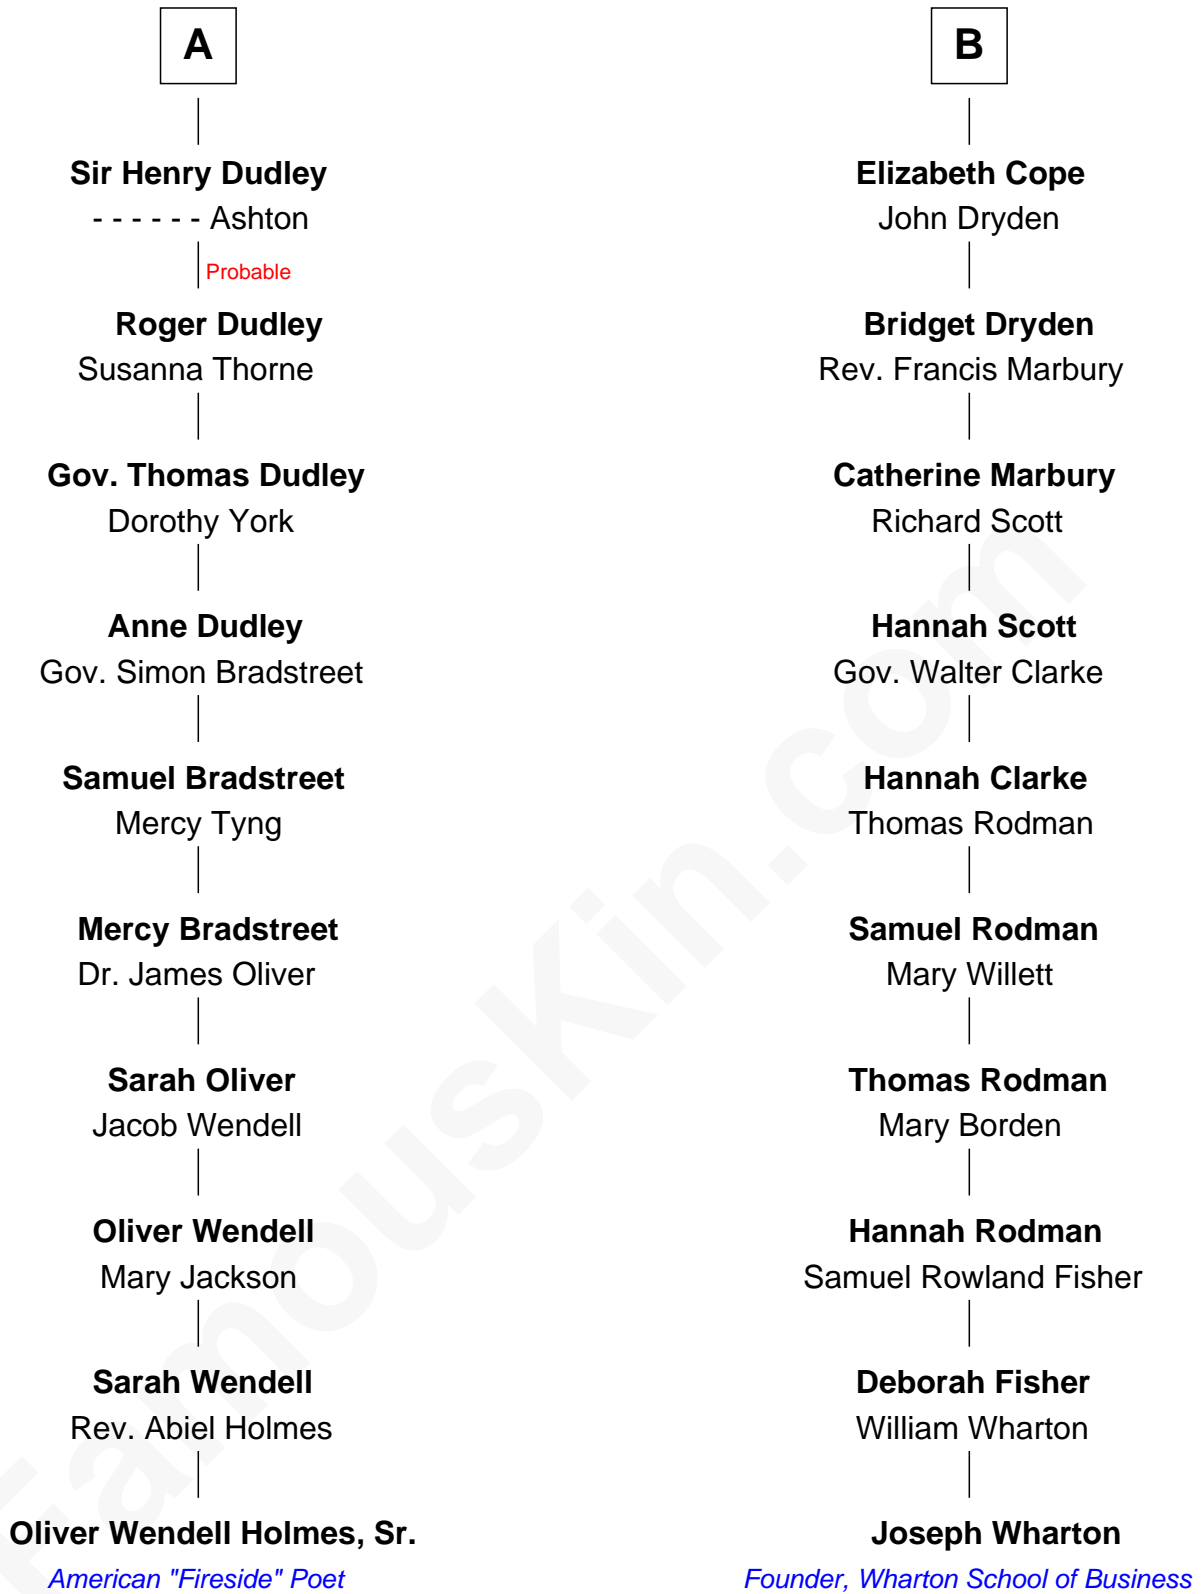 A
Sir Henry Dudley
- - - - - - Ashton
Probable
Roger Dudley
Susanna Thorne
Gov. Thomas Dudley
Dorothy York
Anne Dudley
Gov. Simon Bradstreet
Samuel Bradstreet
Mercy Tyng
Mercy Bradstreet
Dr. James Oliver
Sarah Oliver
Jacob Wendell
Oliver Wendell
Mary Jackson
Sarah Wendell
Rev. Abiel Holmes
Oliver Wendell Holmes, Sr.
American "Fireside" Poet
B
Elizabeth Cope
John Dryden
Bridget Dryden
Rev. Francis Marbury
Catherine Marbury
Richard Scott
Hannah Scott
Gov. Walter Clarke
Hannah Clarke
Thomas Rodman
Samuel Rodman
Mary Willett
Thomas Rodman
Mary Borden
Hannah Rodman
Samuel Rowland Fisher
Deborah Fisher
William Wharton
Joseph Wharton
Founder, Wharton School of Business
FamousKin.com